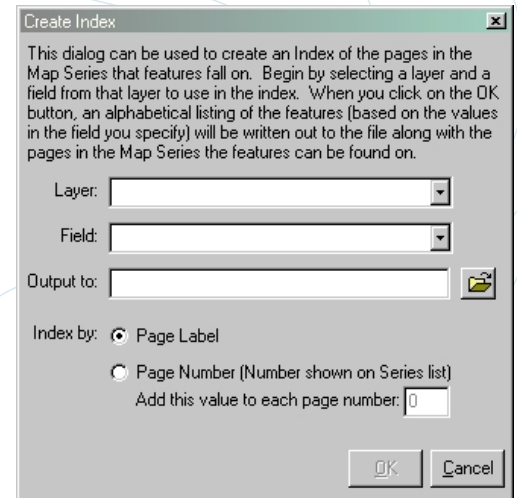 Create Index
This dialog can be used to create an Index of the pages in the
Map Series that features fall on. Begin by selecting a layer and a
field from that layer to use in the index. When you click on the OK
button, an alphabetical listing of the features (based on the values
in the field you specify) will be written out to the file along with the
pages in the Map Series the features can be found on.
Layer:
Field:
Output to:
Index by: Page Label
Page Number (Number shown on Series list)
Add this value to each page number: 0
OK Cancel